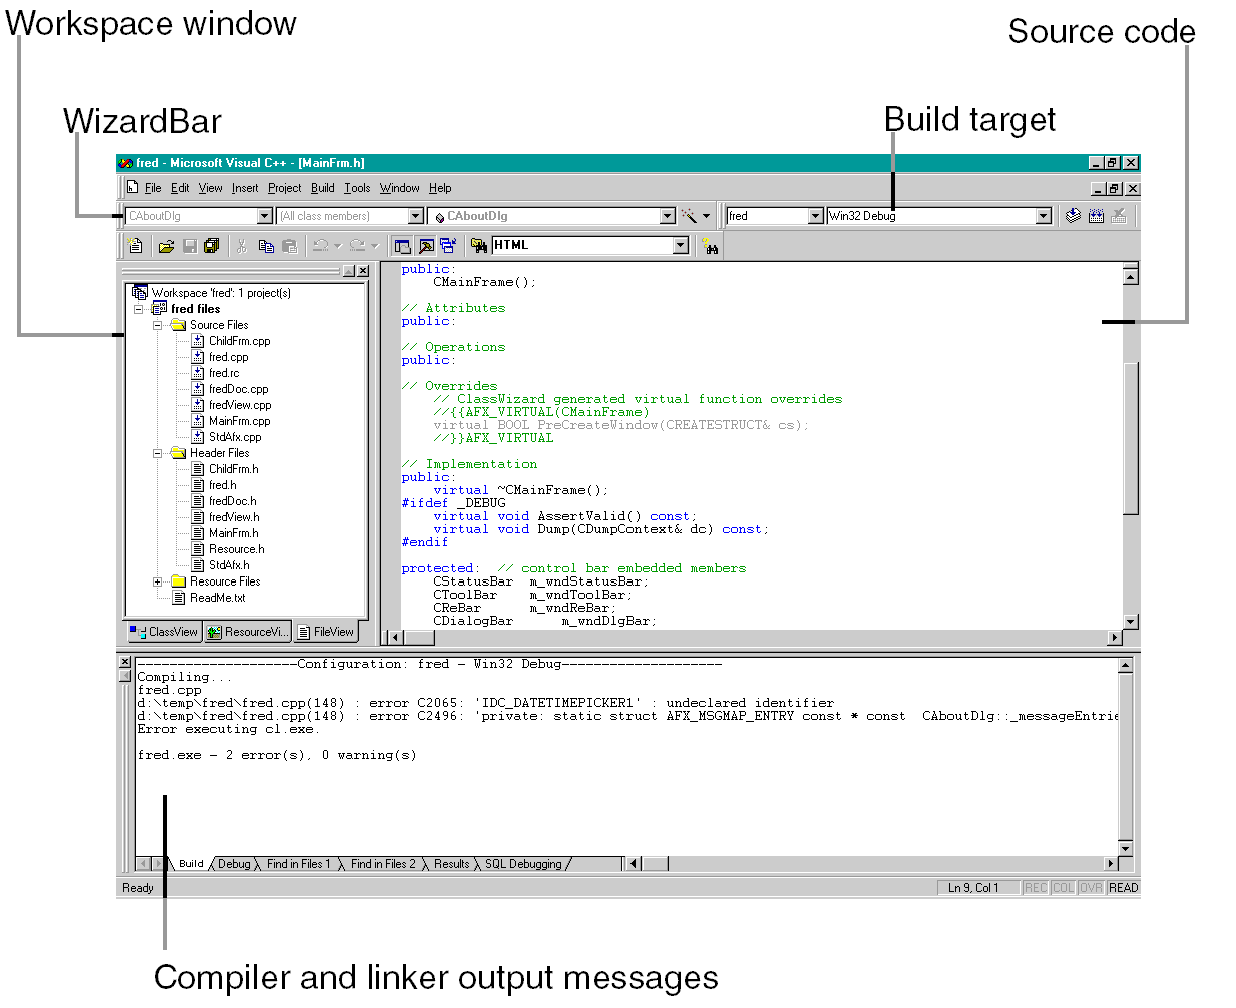 Workspace window
Source code
WizardBar
Build target
fred - Microsoft Visual C++ - [MainFrm.h]
File Edit View Insert Project Build Tools Window Help
CAboutDlg (All class members) CAboutDlg fred Win32 Debug
HTML
Workspace 'fred': 1 project(s)
fred files
Source Files
ChildFrm.cpp
fred.cpp
fred.rc
fredDoc.cpp
fredView.cpp
MainFrm.cpp
StdAfx.cpp
Header Files
ChildFrm.h
fred.h
fredDoc.h
fredView.h
MainFrm.h
Resource.h
StdAfx.h
Resource Files
ReadMe.txt
ClassView ResourceVi... FileView
public:
CMainFrame();
// Attributes
public:
// Operations
public:
// Overrides
// ClassWizard generated virtual function overrides
//{{AFX_VIRTUAL(CMainFrame)
virtual BOOL PreCreateWindow(CREATESTRUCT& cs);
//}}AFX_VIRTUAL
// Implementation
public:
virtual ~CMainFrame();
#ifdef _DEBUG
virtual void AssertValid() const;
virtual void Dump(CDumpContext& dc) const;
#endif
protected: // control bar embedded members
CStatusBar m_wndStatusBar;
CToolBar m_wndToolBar;
CReBar m_wndReBar;
CDialogBar m_wndDlgBar;
--------------------Configuration: fred - Win32 Debug--------------------
Compiling...
fred.cpp
d:\temp\fred\fred.cpp(148) : error C2065: 'IDC_DATETIMEPICKER1' : undeclared identifier
d:\temp\fred\fred.cpp(148) : error C2496: 'private: static struct AFX_MSGMAP_ENTRY const * const CAboutDlg::_messageEntrie
Error executing cl.exe.
fred.exe - 2 error(s), 0 warning(s)
Build Debug Find in Files 1 Find in Files 2 Results SQL Debugging
Ready Ln 9, Col 1 REC COL OVR READ
Compiler and linker output messages